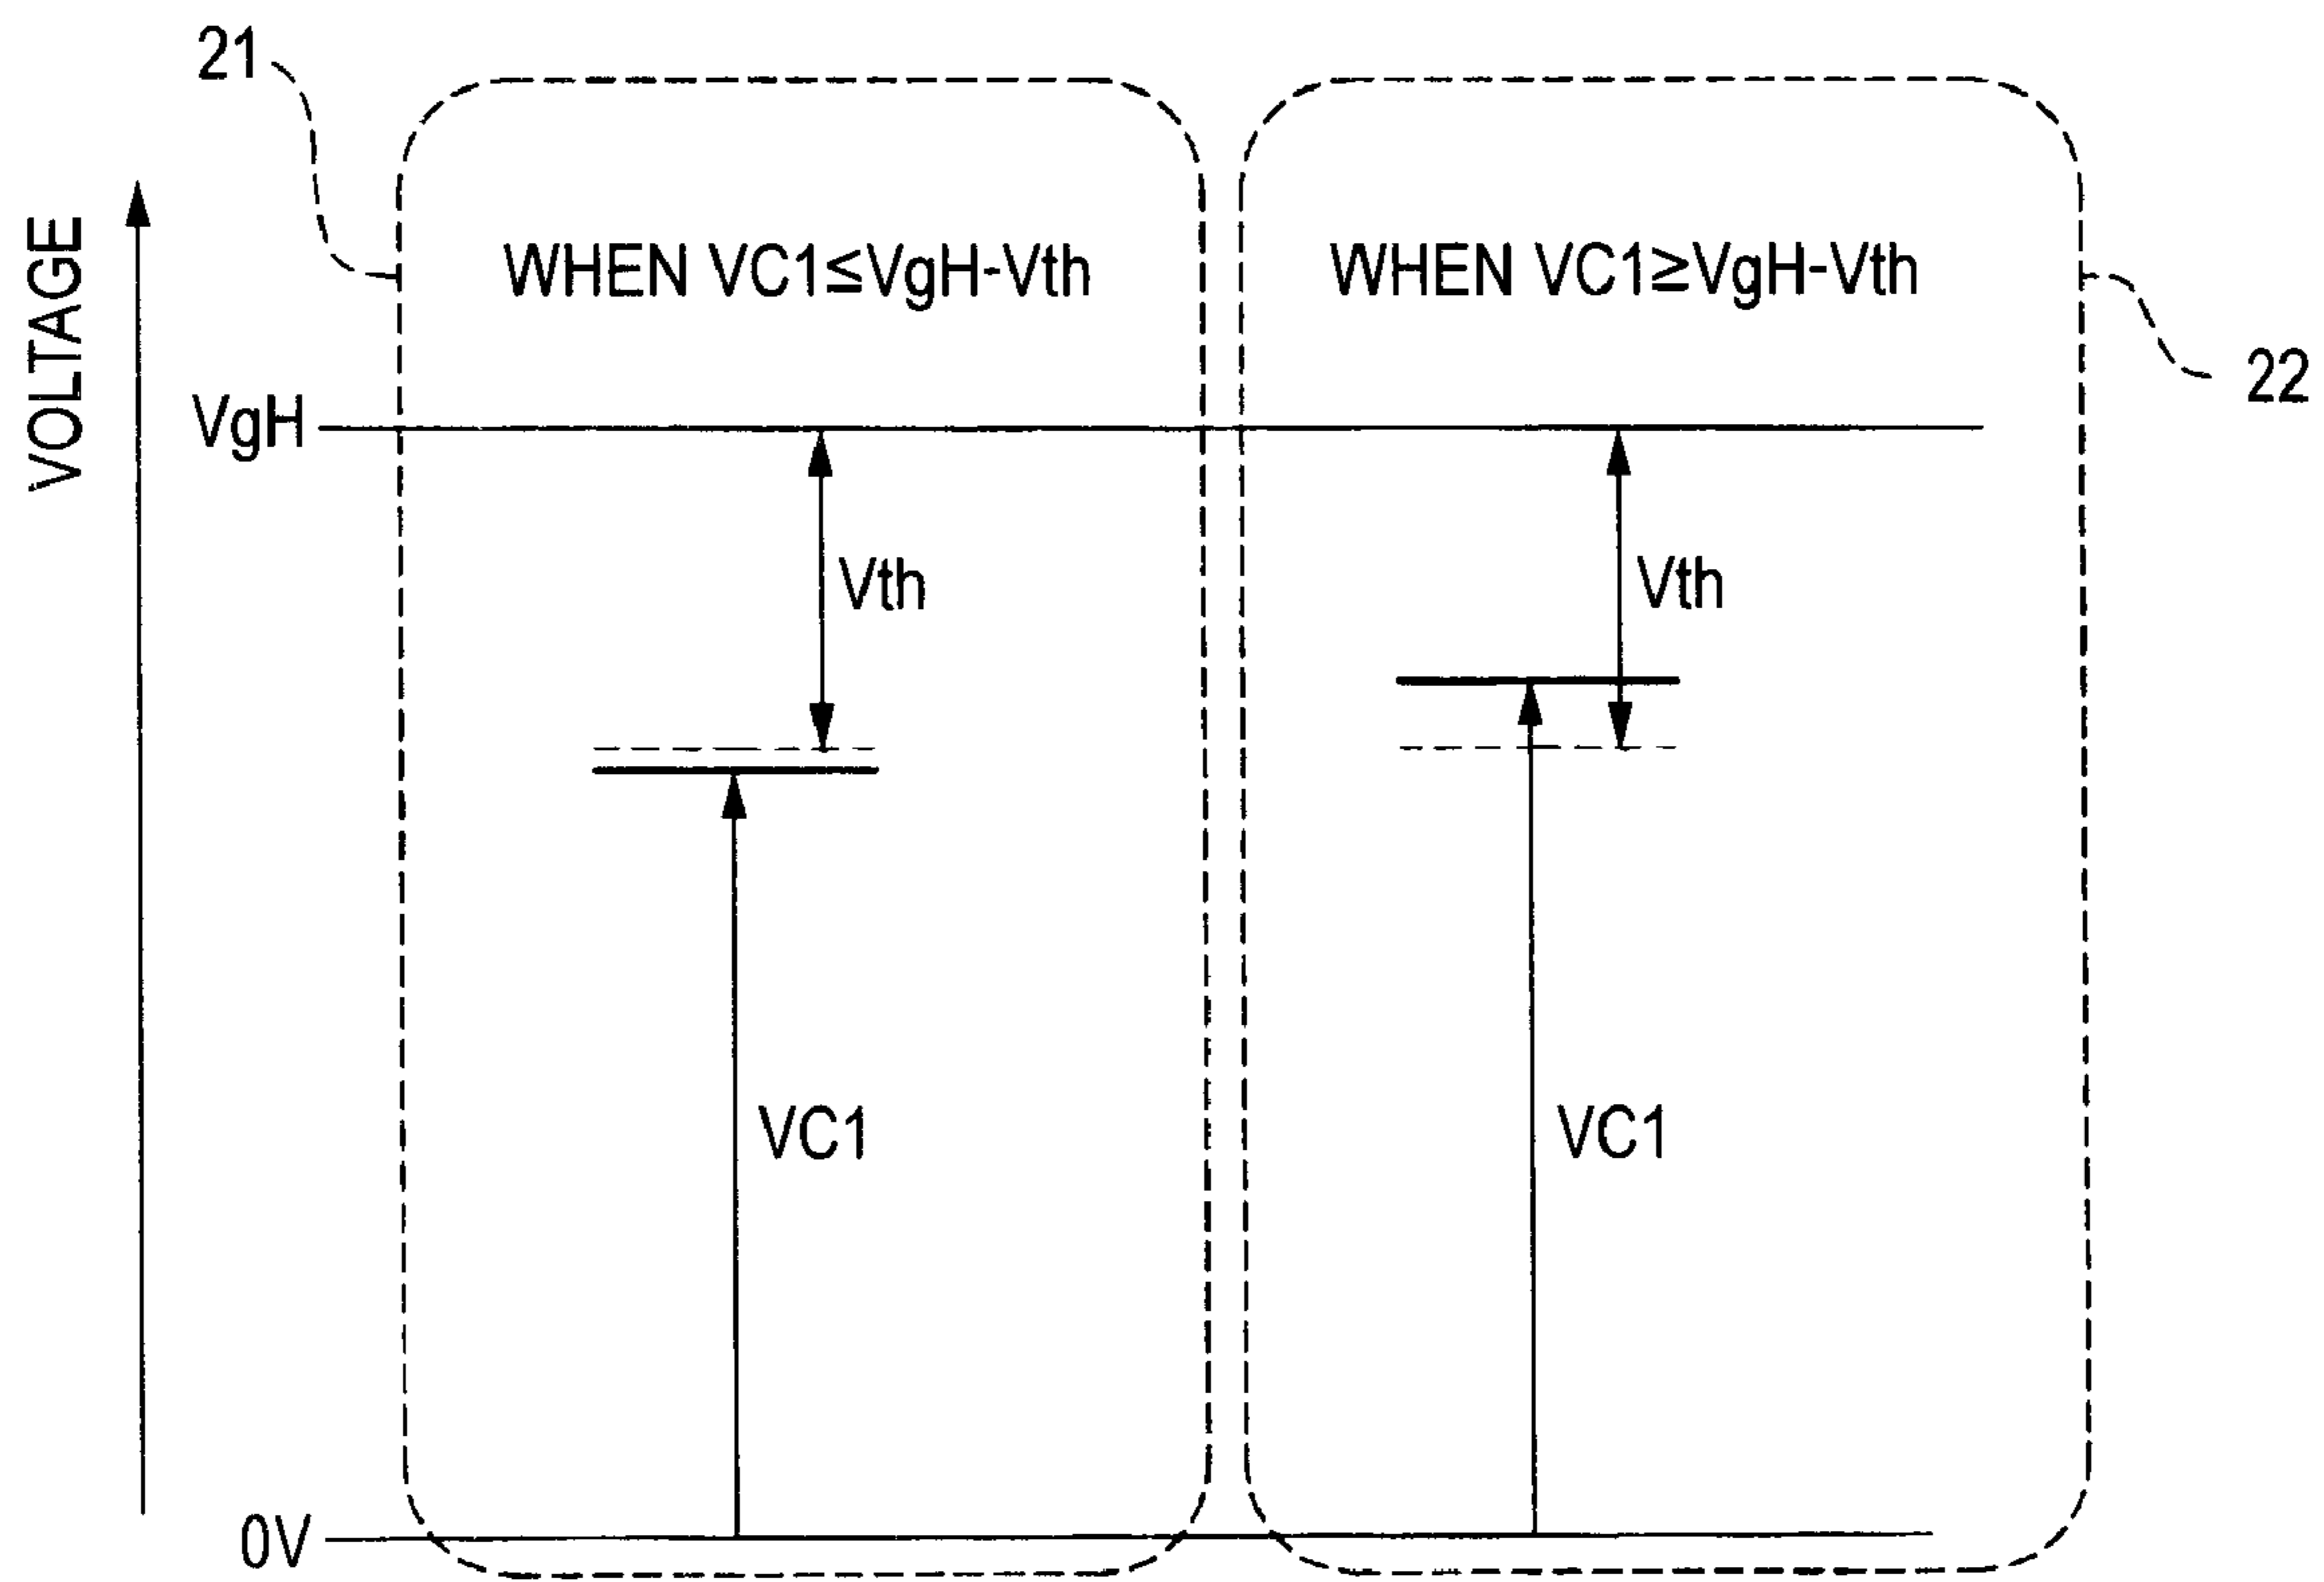 21
WHEN VC1≤VgH-Vth
WHEN VC1≥VgH-Vth
VOLTAGE
22
VgH
Vth
Vth
VC1
VC1
0V